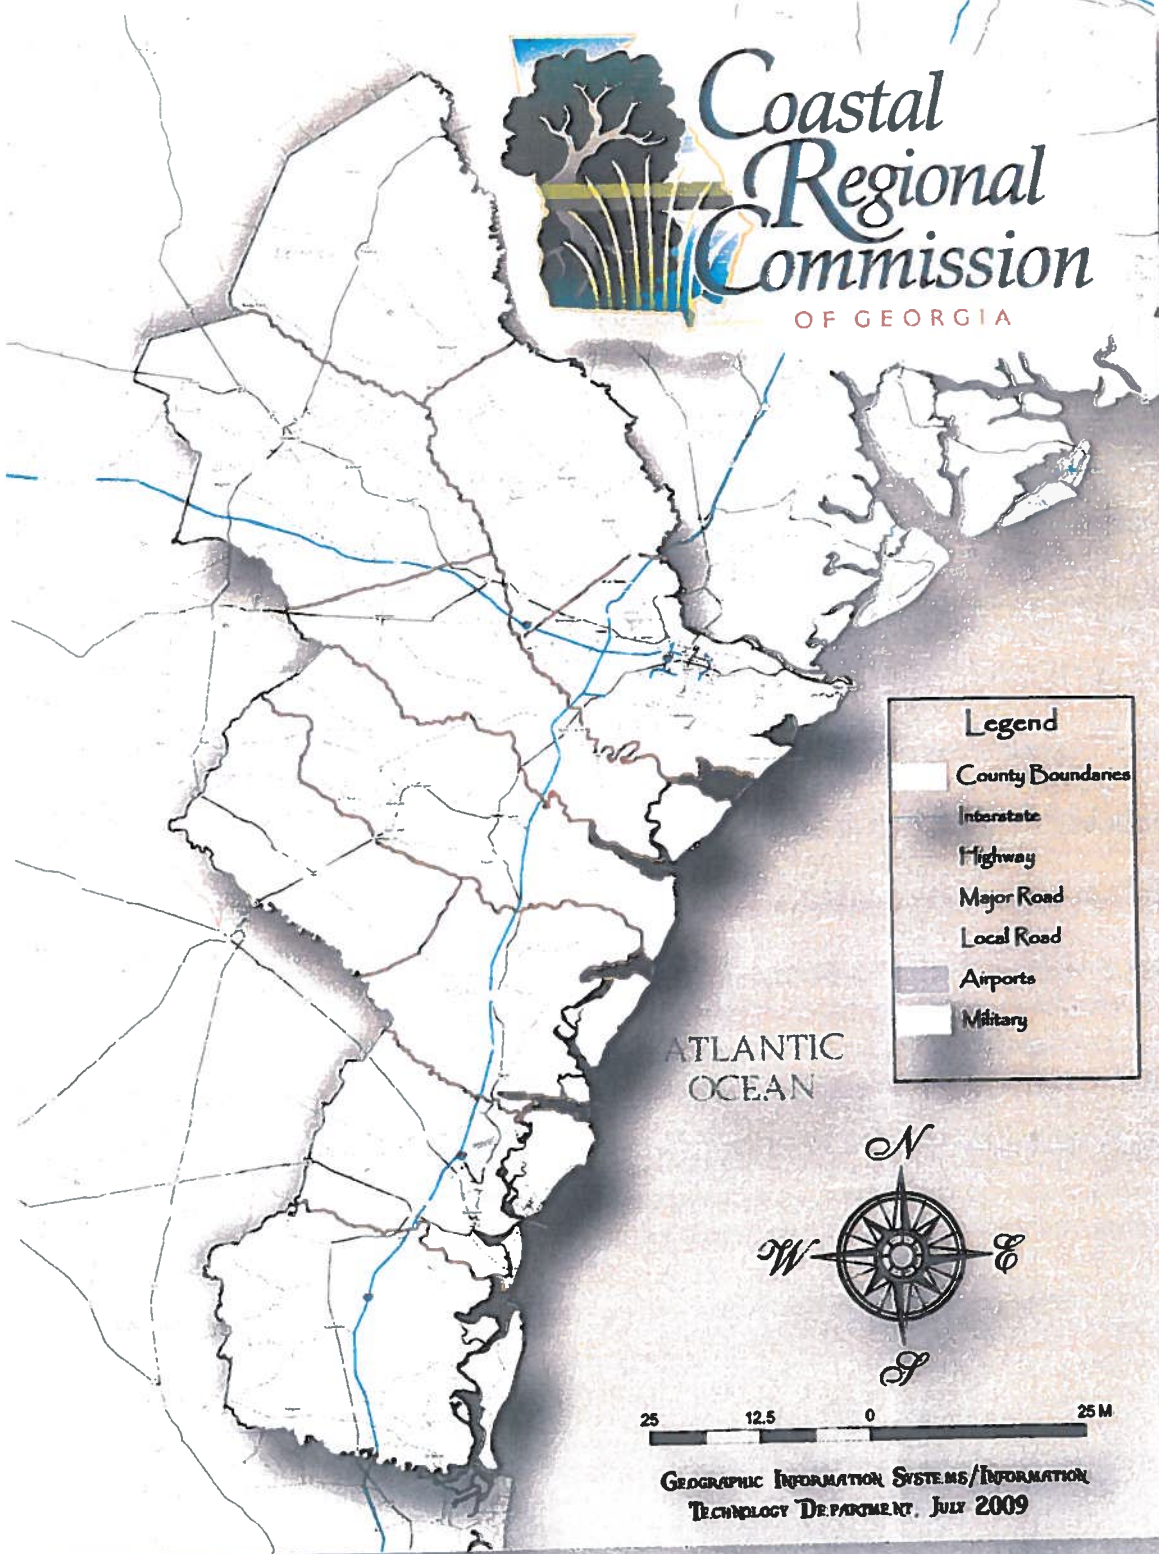 Coastal
Regional
Commission
OF GEORGIA
Legend
County Boundaries
Interstate
Highway
Major Road
Local Road
Airports
Military
ATLANTIC
OCEAN
N
W
E
S
25 12.5 0 25 M
GEOGRAPHIC INFORMATION SYSTEMS/INFORMATION
TECHNOLOGY DEPARTMENT, JULY 2009